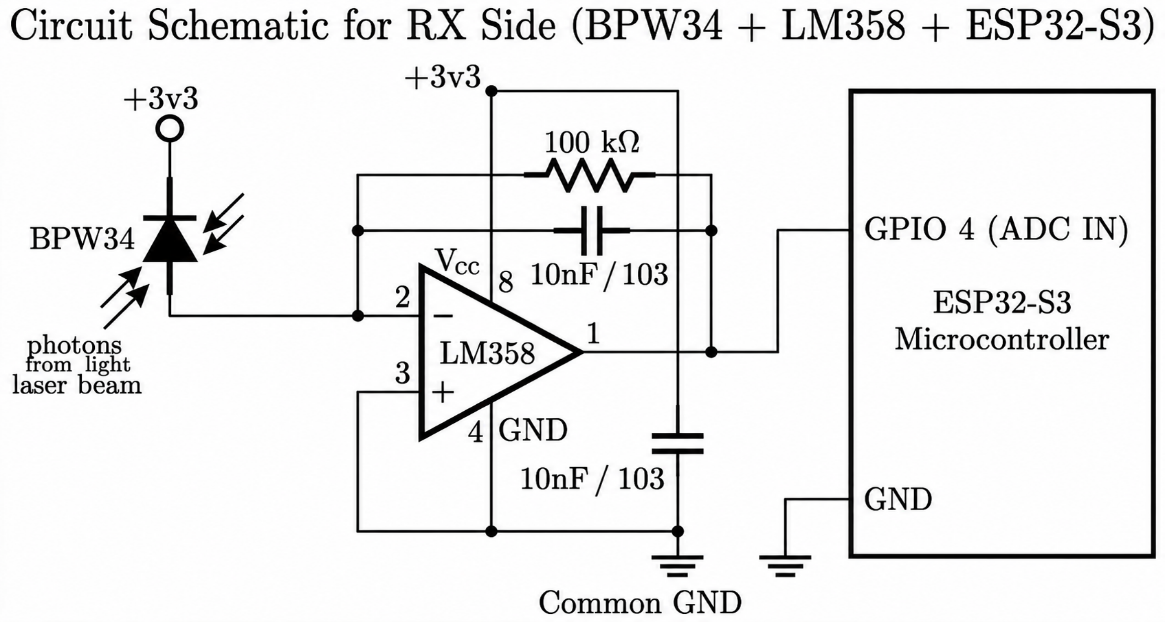 Circuit Schematic for RX Side (BPW34 + LM358 + ESP32-S3)
+3v3
+3v3
100 kΩ
BPW34
GPIO 4 (ADC IN)
Vcc
8
10nF / 103
2
−
ESP32-S3
Microcontroller
1
LM358
photons
from light
laser beam
3
+
4
GND
10nF / 103
GND
Common GND